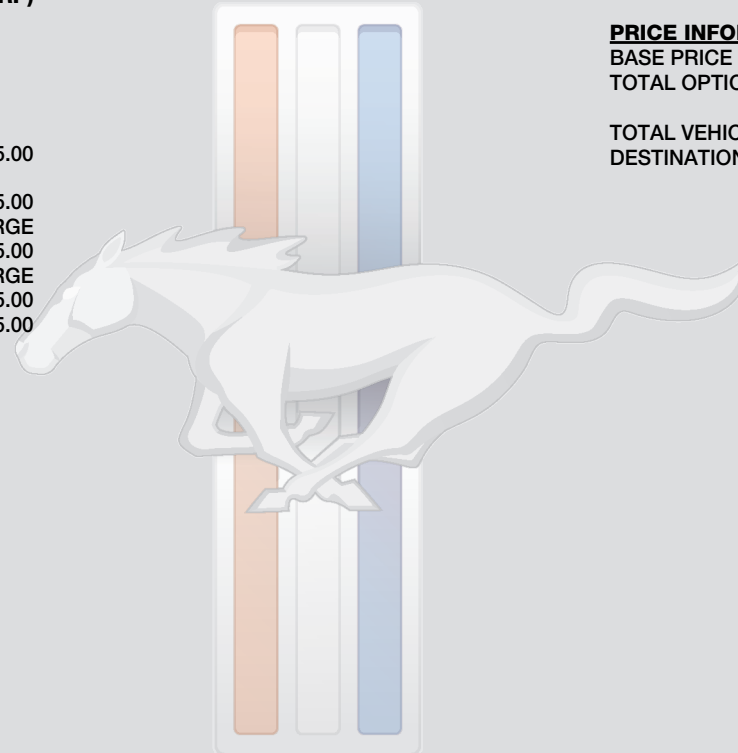 5.00
5.00
RGE
5.00
RGE
5.00
5.00
PRICE INFO
BASE PRICE
TOTAL OPTIO
TOTAL VEHIC
DESTINATION